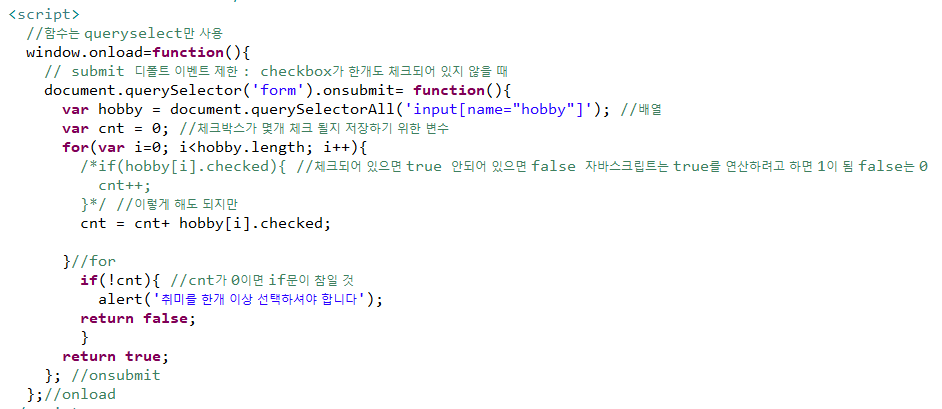 <script>
//함수는 queryselect만 사용
window.onload=function(){
// submit 디폴트 이벤트 제한 : checkbox가 한개도 체크되어 있지 않을 때
document.querySelector('form').onsubmit= function(){
var hobby = document.querySelectorAll('input[name="hobby"]'); //배열
var cnt = 0; //체크박스가 몇개 체크 될지 저장하기 위한 변수
for(var i=0; i<hobby.length; i++){
/*if(hobby[i].checked){ //체크되어 있으면 true 안되어 있으면 false 자바스크립트는 true를 연산하려고 하면 1이 됨 false는 0
cnt++;
}*/ //이렇게 해도 되지만
cnt = cnt+ hobby[i].checked;
}//for
if(!cnt){ //cnt가 0이면 if문이 참일 것
alert('취미를 한개 이상 선택하셔야 합니다');
return false;
}
return true;
}; //onsubmit
};//onload